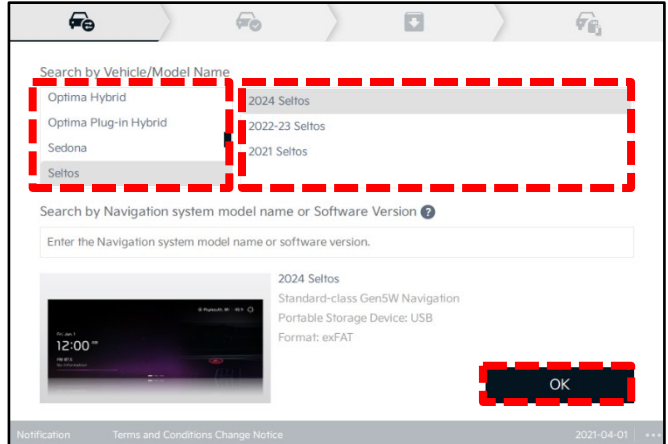 Search by Vehicle/Model Name
Optima Hybrid
Optima Plug-in Hybrid
Sedona
Seltos
2024 Seltos
2022-23 Seltos
2021 Seltos
Search by Navigation system model name or Software Version ?
Enter the Navigation system model name or software version.
2024 Seltos
Standard-class Gen5W Navigation
Portable Storage Device: USB
Format: exFAT
12:00
OK
Notification Terms and Conditions Change Notice 2021-04-01 ...